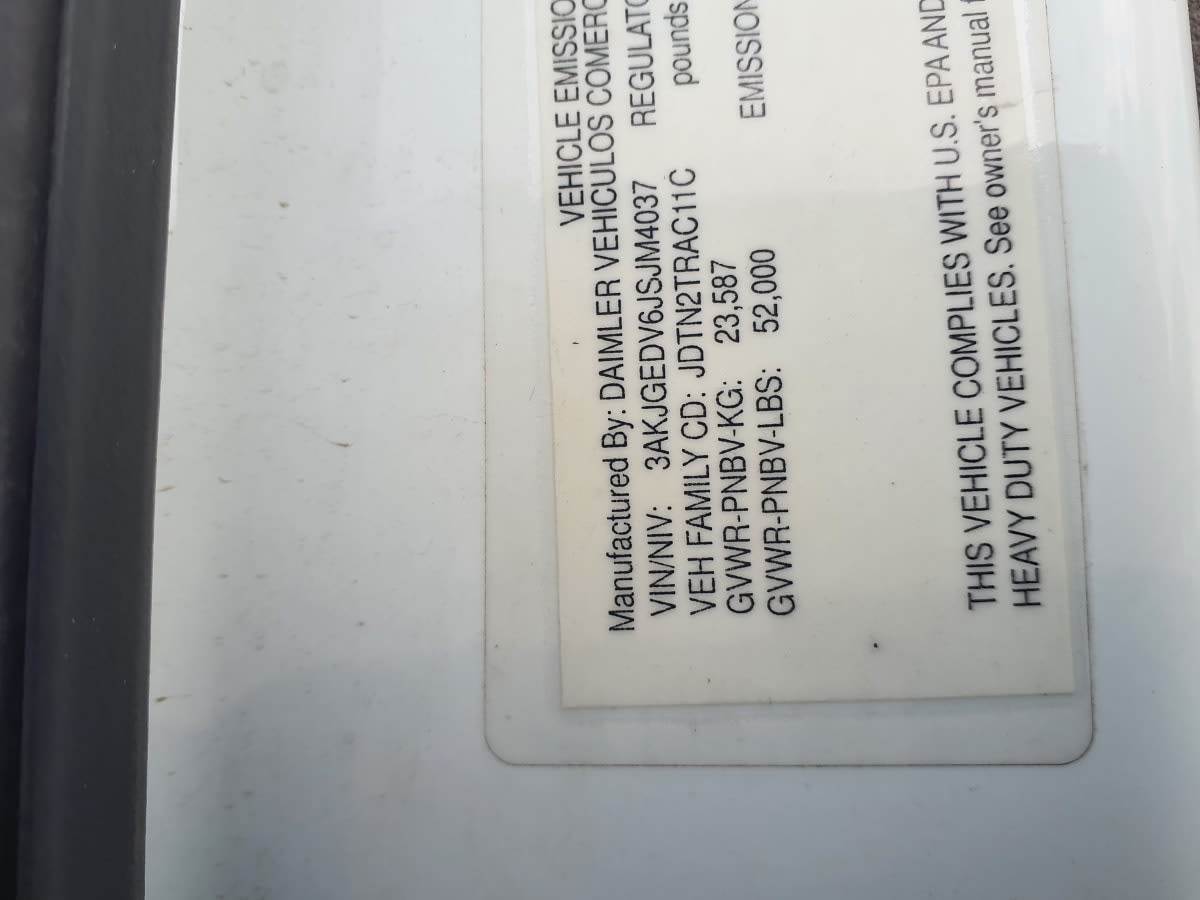 VEHICLE EMISSIO
Manufactured By: DAIMLER VEHICULOS COMERC
VIN/NIV: 3AKJGEDV6JSJM4037 REGULATO
VEH FAMILY CD: JDTN2TRAC11C pounds
GVWR-PNBV-KG: 23,587
GVWR-PNBV-LBS: 52,000 EMISSION
THIS VEHICLE COMPLIES WITH U.S. EPA AND
HEAVY DUTY VEHICLES. See owner's manual f